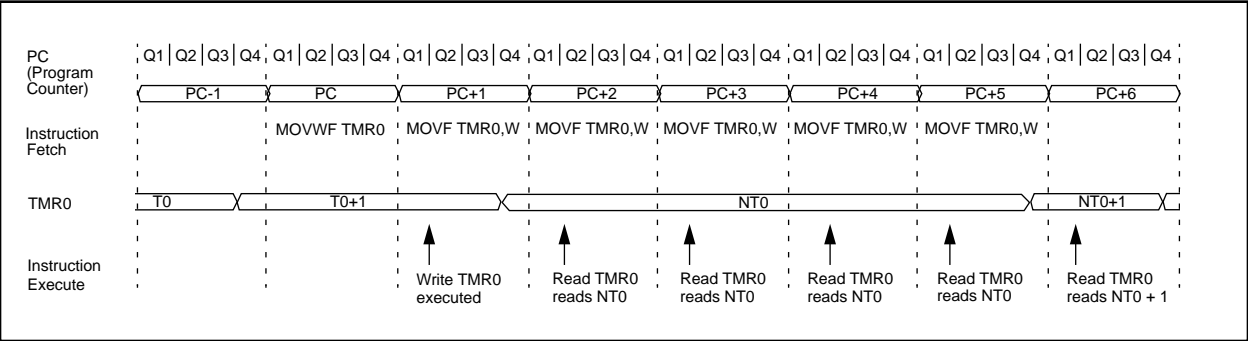 PC
(Program
Counter)
Q1 Q2 Q3 Q4 Q1 Q2 Q3 Q4 Q1 Q2 Q3 Q4 Q1 Q2 Q3 Q4 Q1 Q2 Q3 Q4 Q1 Q2 Q3 Q4 Q1 Q2 Q3 Q4 Q1 Q2 Q3 Q4
PC-1 PC PC+1 PC+2 PC+3 PC+4 PC+5 PC+6
Instruction
Fetch
MOVWF TMR0 MOVF TMR0,W MOVF TMR0,W MOVF TMR0,W MOVF TMR0,W MOVF TMR0,W
TMR0
T0 T0+1 NT0 NT0+1
Instruction
Execute
Write TMR0
executed
Read TMR0
reads NT0
Read TMR0
reads NT0
Read TMR0
reads NT0
Read TMR0
reads NT0
Read TMR0
reads NT0 + 1